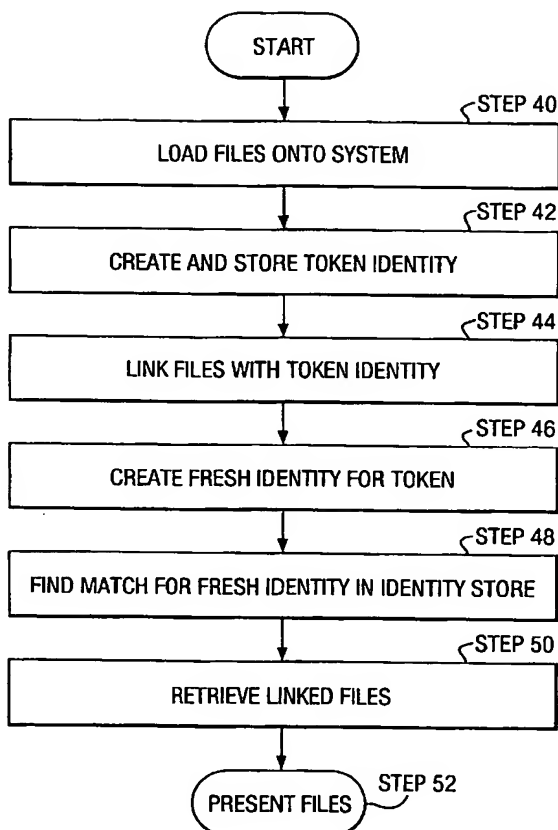 START
STEP 40
LOAD FILES ONTO SYSTEM
STEP 42
CREATE AND STORE TOKEN IDENTITY
STEP 44
LINK FILES WITH TOKEN IDENTITY
STEP 46
CREATE FRESH IDENTITY FOR TOKEN
STEP 48
FIND MATCH FOR FRESH IDENTITY IN IDENTITY STORE
STEP 50
RETRIEVE LINKED FILES
STEP 52
PRESENT FILES